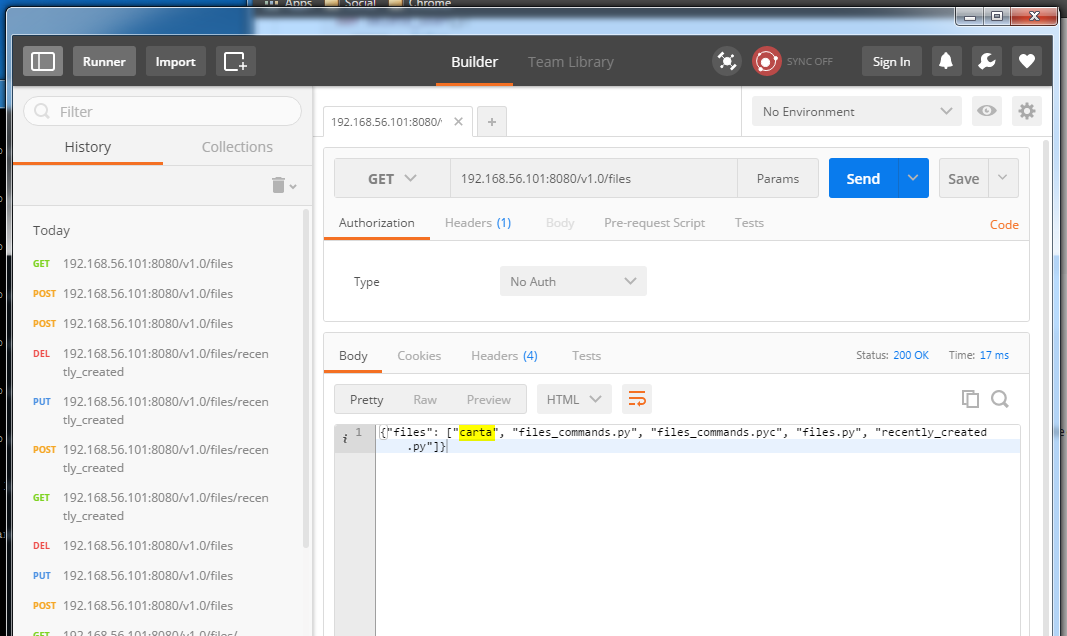 Apps Social Chrome
Runner Import Builder Team Library SYNC OFF Sign In
Filter
History Collections
Today
GET 192.168.56.101:8080/v1.0/files
POST 192.168.56.101:8080/v1.0/files
POST 192.168.56.101:8080/v1.0/files
DEL 192.168.56.101:8080/v1.0/files/recen
tly_created
PUT 192.168.56.101:8080/v1.0/files/recen
tly_created
POST 192.168.56.101:8080/v1.0/files/recen
tly_created
GET 192.168.56.101:8080/v1.0/files/recen
tly_created
DEL 192.168.56.101:8080/v1.0/files
PUT 192.168.56.101:8080/v1.0/files
POST 192.168.56.101:8080/v1.0/files
GET 192.168.56.101:8080/v1.0/files/
192.168.56.101:8080/ No Environment
GET 192.168.56.101:8080/v1.0/files Params Send Save
Authorization Headers (1) Body Pre-request Script Tests Code
Type No Auth
Body Cookies Headers (4) Tests Status: 200 OK Time: 17 ms
Pretty Raw Preview HTML
i 1 {"files": ["carta", "files_commands.py", "files_commands.pyc", "files.py", "recently_created
.py"]}